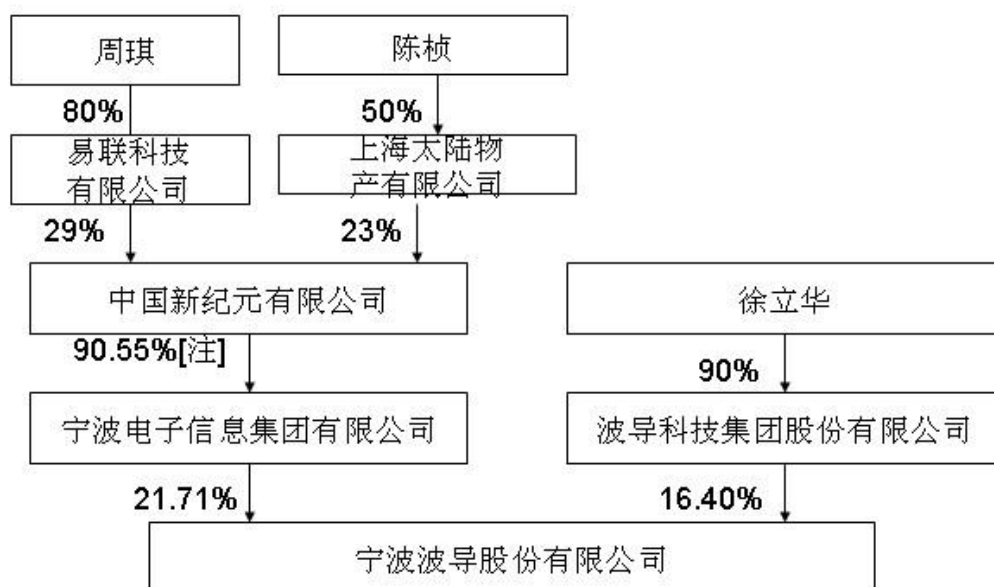 周琪
陈桢
80%
50%
易联科技
有限公司
上海太陆物
产有限公司
29%
23%
中国新纪元有限公司
徐立华
90.55%[注]
90%
宁波电子信息集团有限公司
波导科技集团股份有限公司
21.71%
16.40%
宁波波导股份有限公司